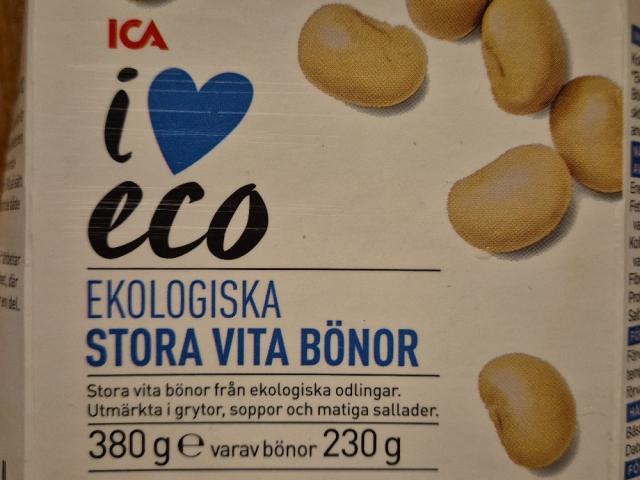 ICA
i
eco
EKOLOGISKA
STORA VITA BÖNOR
Stora vita bönor från ekologiska odlingar.
Utmärkta i grytor, soppor och matiga sallader.
380 g ℮ varav bönor 230 g